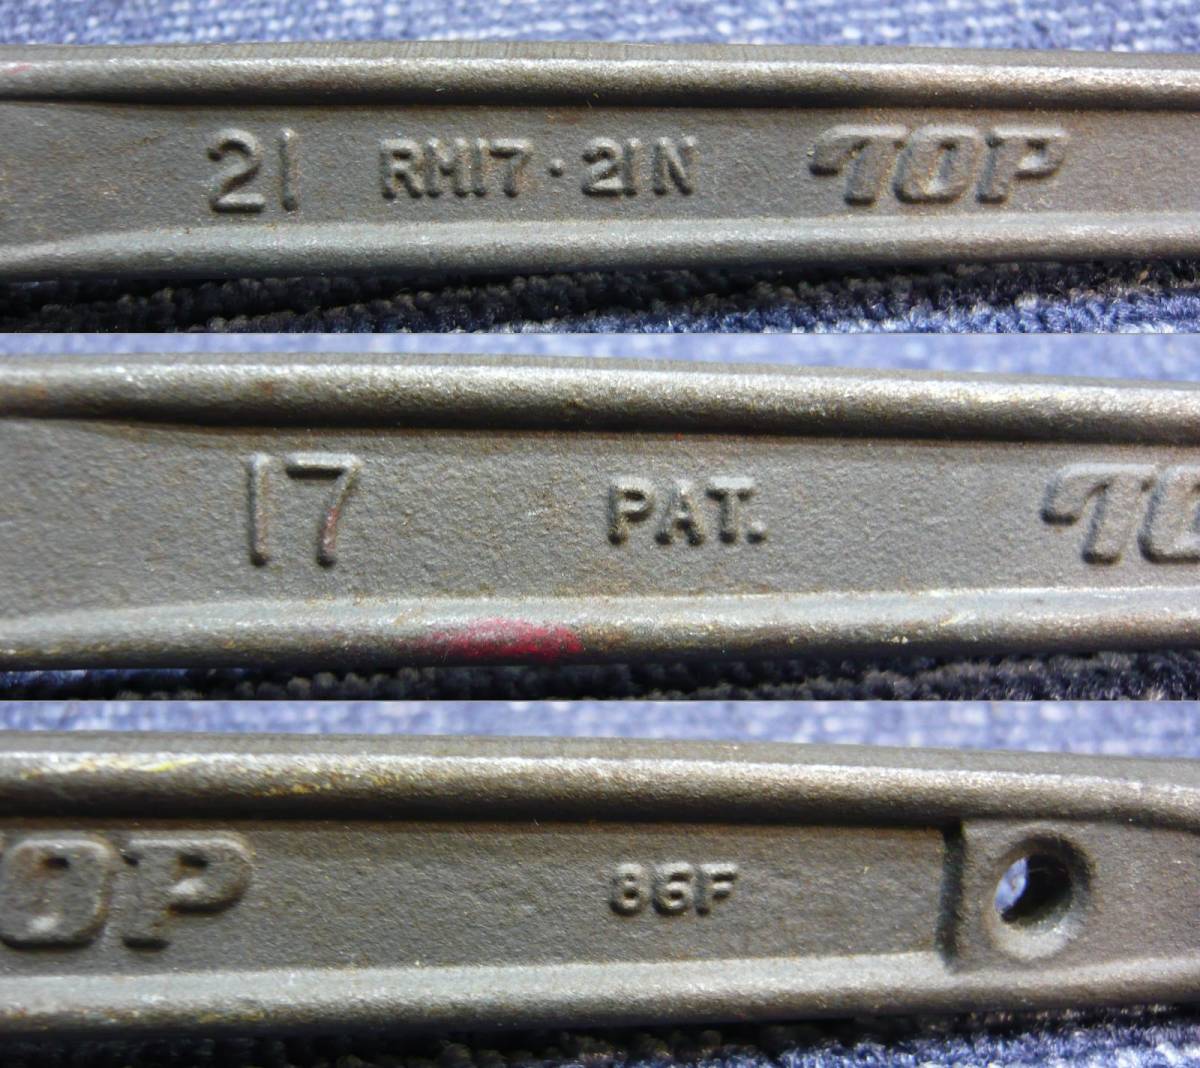 21 RM17・21N TOP
17 PAT. TO
OP 86F